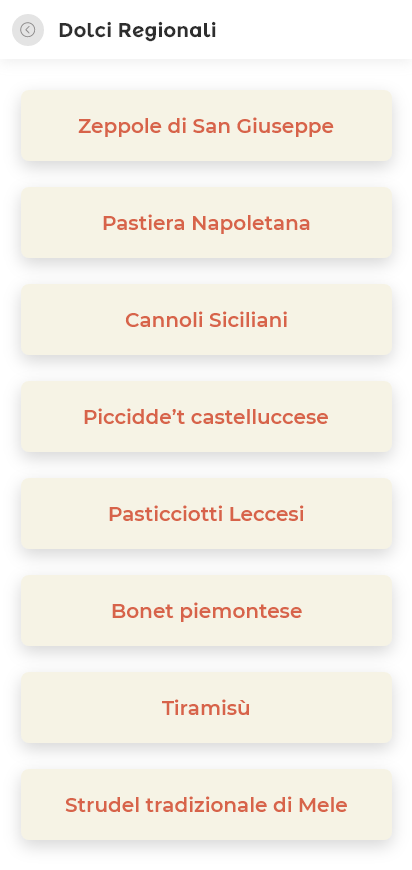 Dolci Regionali
Zeppole di San Giuseppe
Pastiera Napoletana
Cannoli Siciliani
Piccidde’t castelluccese
Pasticciotti Leccesi
Bonet piemontese
Tiramisù
Strudel tradizionale di Mele